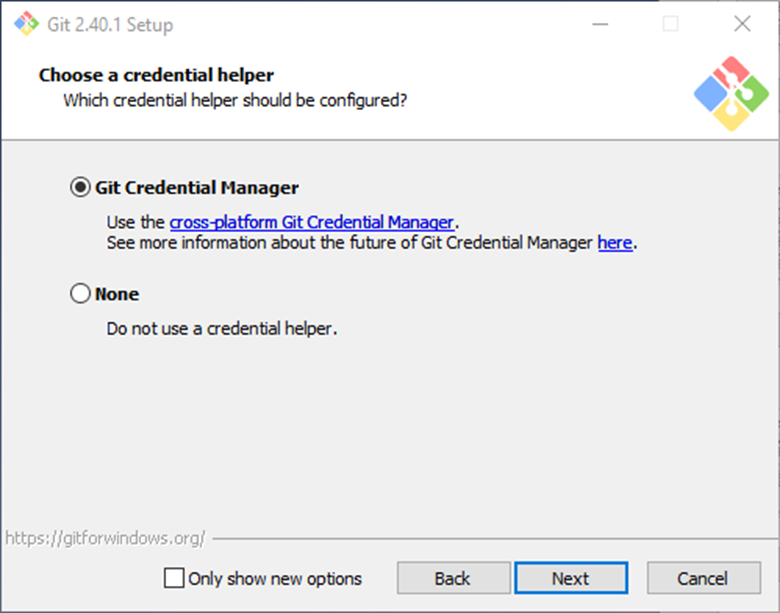 Git 2.40.1 Setup
Choose a credential helper
Which credential helper should be configured?
Git Credential Manager
Use the cross-platform Git Credential Manager.
See more information about the future of Git Credential Manager here.
None
Do not use a credential helper.
https://gitforwindows.org/
Only show new options
Back
Next
Cancel